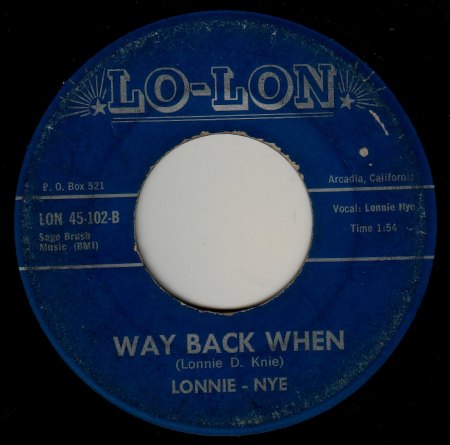 LO-LON
P. O. Box 521
Arcadia, California
LON 45-102-B
Vocal: Lonnie Nye
Sage Brush
Music (BMI)
Time 1:54
WAY BACK WHEN
(Lonnie D. Knie)
LONNIE - NYE